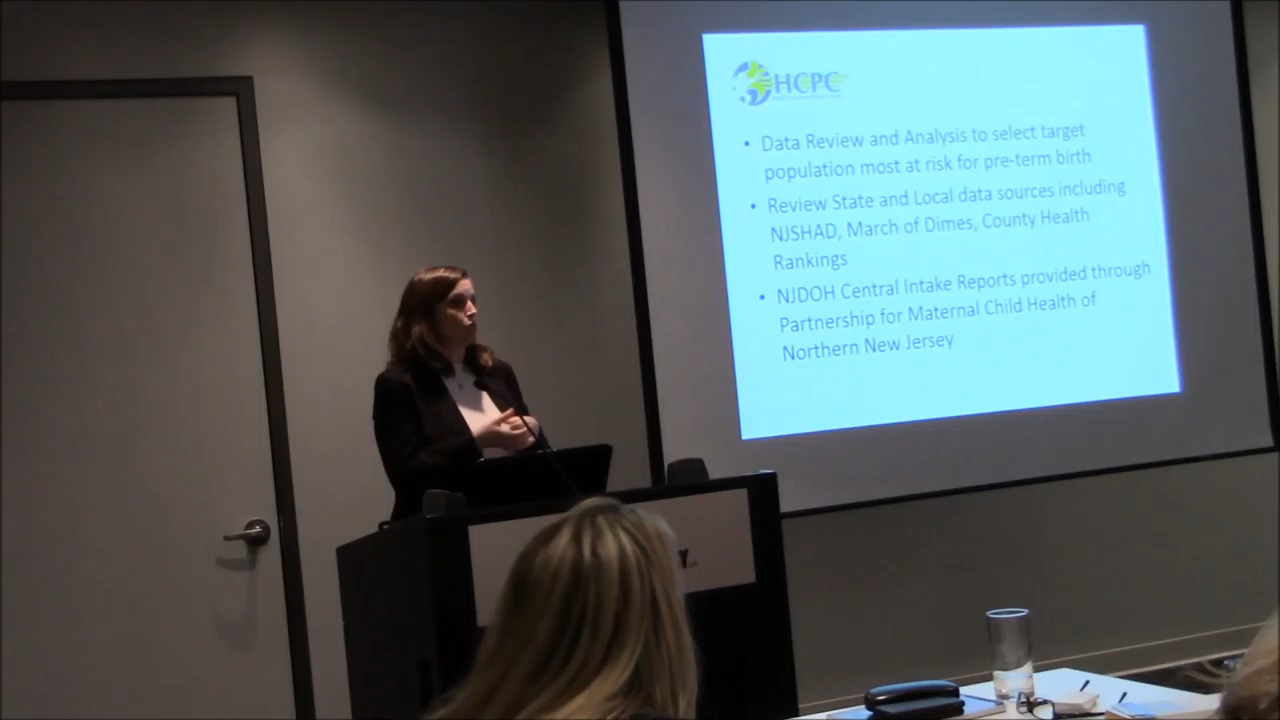 HCPC
• Data Review and Analysis to select target
population most at risk for pre-term birth
• Review State and Local data sources including
NJSHAD, March of Dimes, County Health
Rankings
• NJDOH Central Intake Reports provided through
Partnership for Maternal Child Health of
Northern New Jersey
Y